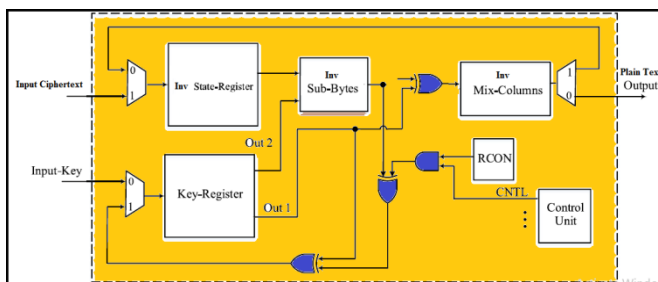 0
1
Input Ciphertext
Inv State-Register
Inv
Sub-Bytes
Inv
Mix-Columns
1
0
Plain Tex
Output
Out 2
Input-Key
0
1
Key-Register
Out 1
RCON
CNTL
Control
Unit